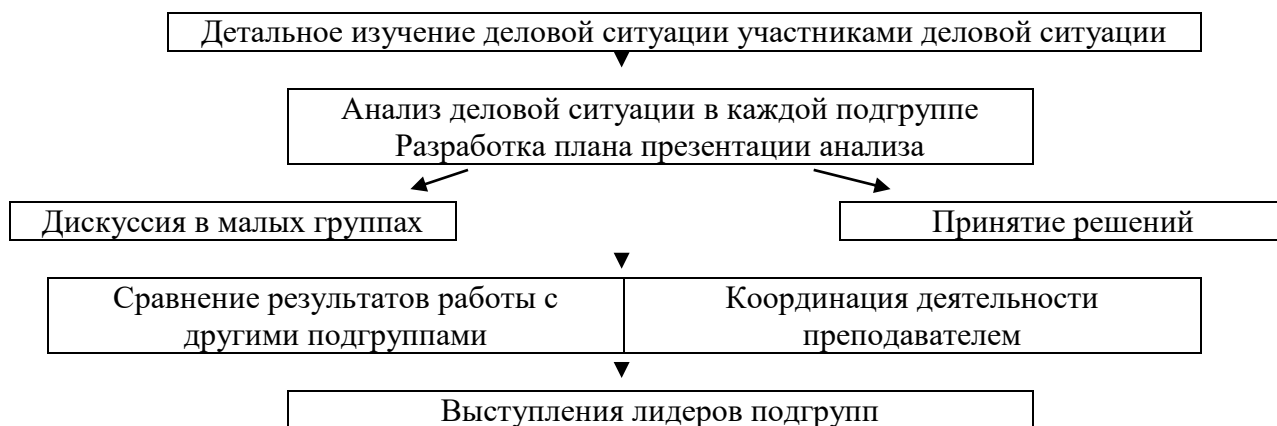 Детальное изучение деловой ситуации участниками деловой ситуации
Анализ деловой ситуации в каждой подгруппе
Разработка плана презентации анализа
Дискуссия в малых группах
Принятие решений
Сравнение результатов работы с
другими подгруппами
Координация деятельности
преподавателем
Выступления лидеров подгрупп